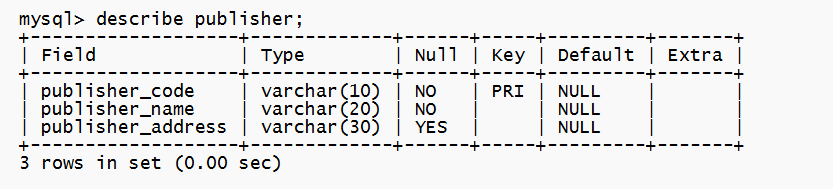 mysql> describe publisher;
+-------------------+-------------+------+-----+---------+-------+
| Field             | Type        | Null | Key | Default | Extra |
+-------------------+-------------+------+-----+---------+-------+
| publisher_code    | varchar(10) | NO   | PRI | NULL    |       |
| publisher_name    | varchar(20) | NO   |     | NULL    |       |
| publisher_address | varchar(30) | YES  |     | NULL    |       |
+-------------------+-------------+------+-----+---------+-------+
3 rows in set (0.00 sec)